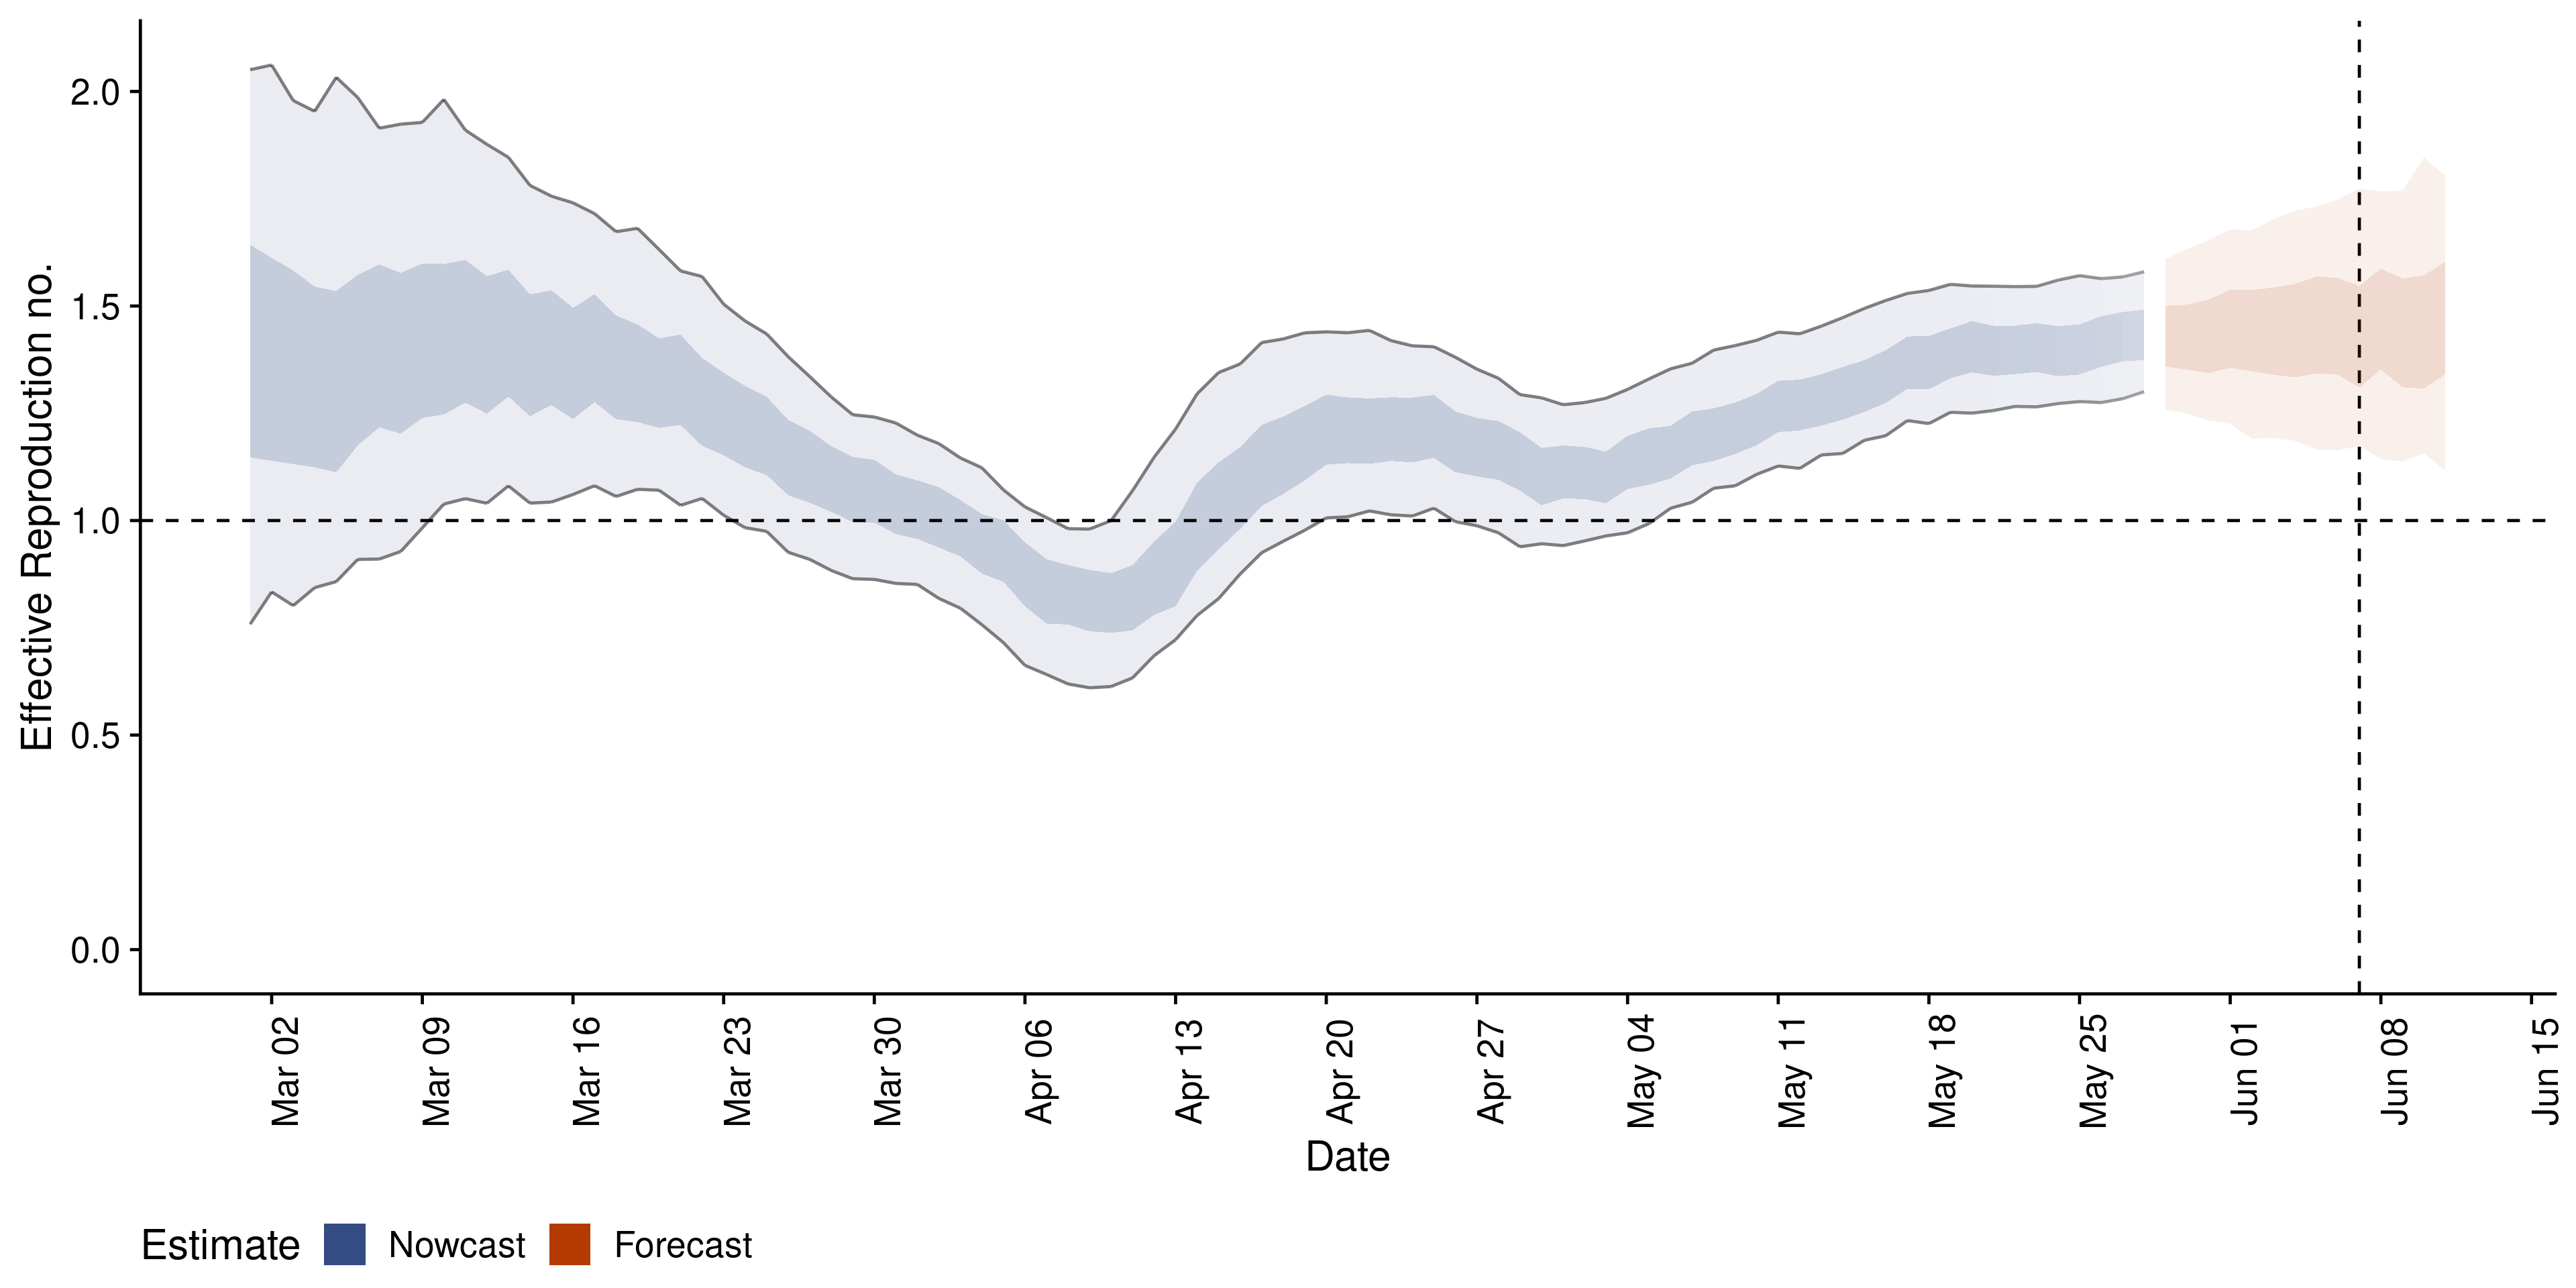 Effective Reproduction no.
2.0
1.5
1.0
0.5
0.0
Mar 02
Mar 09
Mar 16
Mar 23
Mar 30
Apr 06
Apr 13
Apr 20
Apr 27
May 04
May 11
May 18
May 25
Jun 01
Jun 08
Jun 15
Date
Estimate Nowcast Forecast